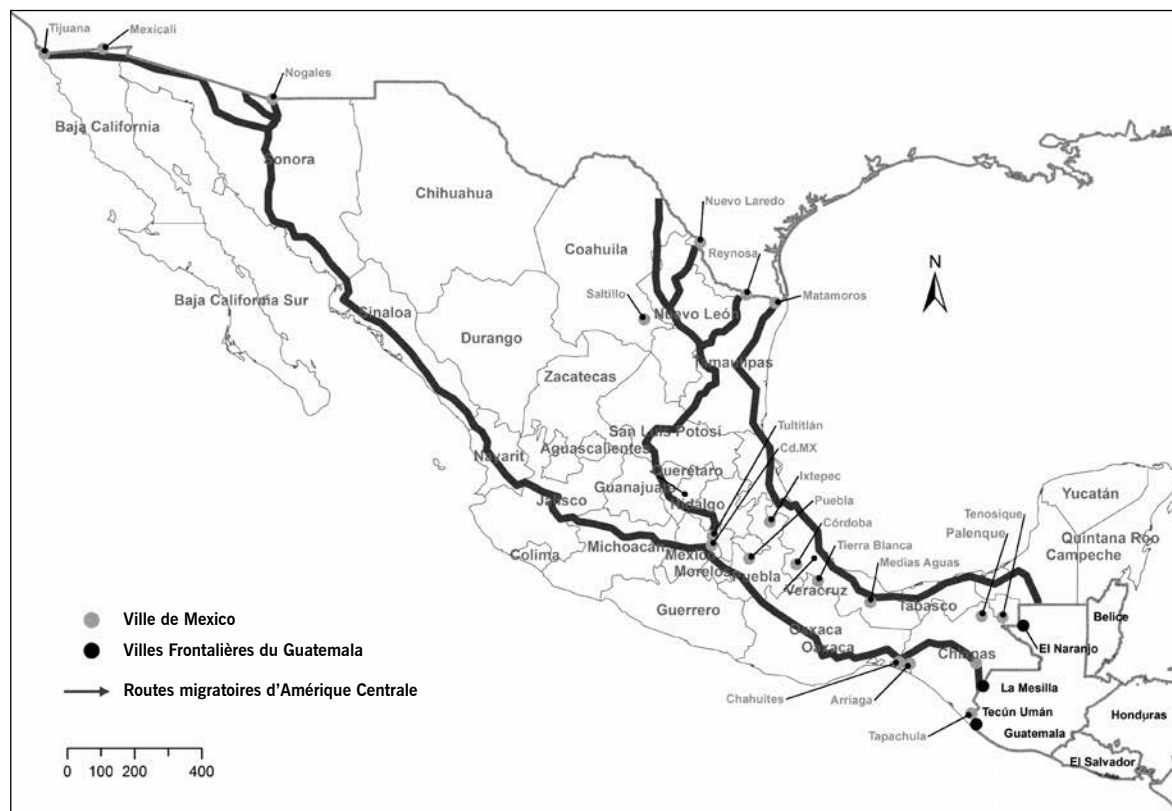 Tijuana
Mexicali
Nogales
Baja California
Sonora
Chihuahua
Nuevo Laredo
Coahuila
Reynosa
N
Baja California Sur
Saltillo
Matamoros
Sinaloa
Nuevo León
Durango
Tamaulipas
Zacatecas
Tultitlán
San Luis Potosí
Cd.MX
Aguascalientes
Nayarit
Querétaro
Ixtepec
Guanajuato
Puebla
Yucatán
Jalisco
Hidalgo
Tenosique
Córdoba
Palenque
Quintana Roo
Michoacán
Tierra Blanca
Campeche
Colima
México
Medias Aguas
Morelos
Puebla
Veracruz
Tabasco
Guerrero
Belice
Ville de Mexico
Oaxaca
Oaxaca
El Naranjo
Villes Frontalières du Guatemala
Chiapas
Routes migratoires d'Amérique Centrale
La Mesilla
Chahuites
Arriaga
Tecún Umán
Honduras
Tapachula
Guatemala
El Salvador
0 100 200 400